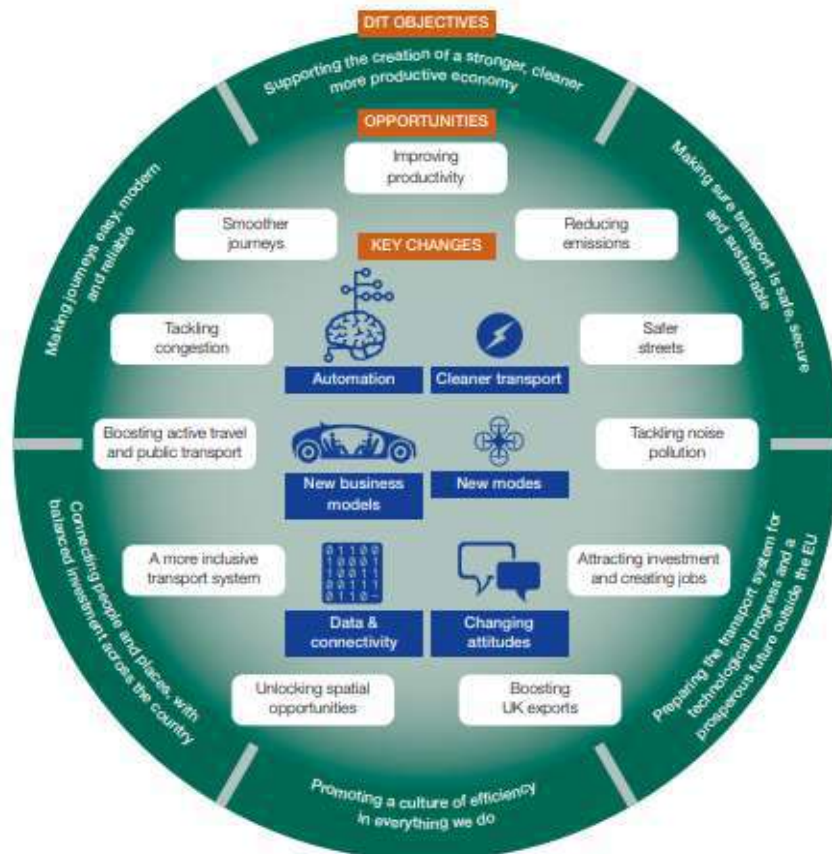 DfT OBJECTIVES
Supporting the creation of a stronger, cleaner
more productive economy
Making sure transport is safe, secure
and sustainable
Preparing the transport system for
technological progress and a
prosperous future outside the EU
Promoting a culture of efficiency
in everything we do
Connecting people and places, with
balanced investment across the country
Making journeys easy, modern
and reliable
OPPORTUNITIES
Improving
productivity
Reducing
emissions
Safer
streets
Tackling noise
pollution
Attracting investment
and creating jobs
Boosting
UK exports
Unlocking spatial
opportunities
A more inclusive
transport system
Boosting active travel
and public transport
Tackling
congestion
Smoother
journeys
KEY CHANGES
Automation
Cleaner transport
New business
models
New modes
01100
10001
10011
01110
0110–
Data &
connectivity
Changing
attitudes